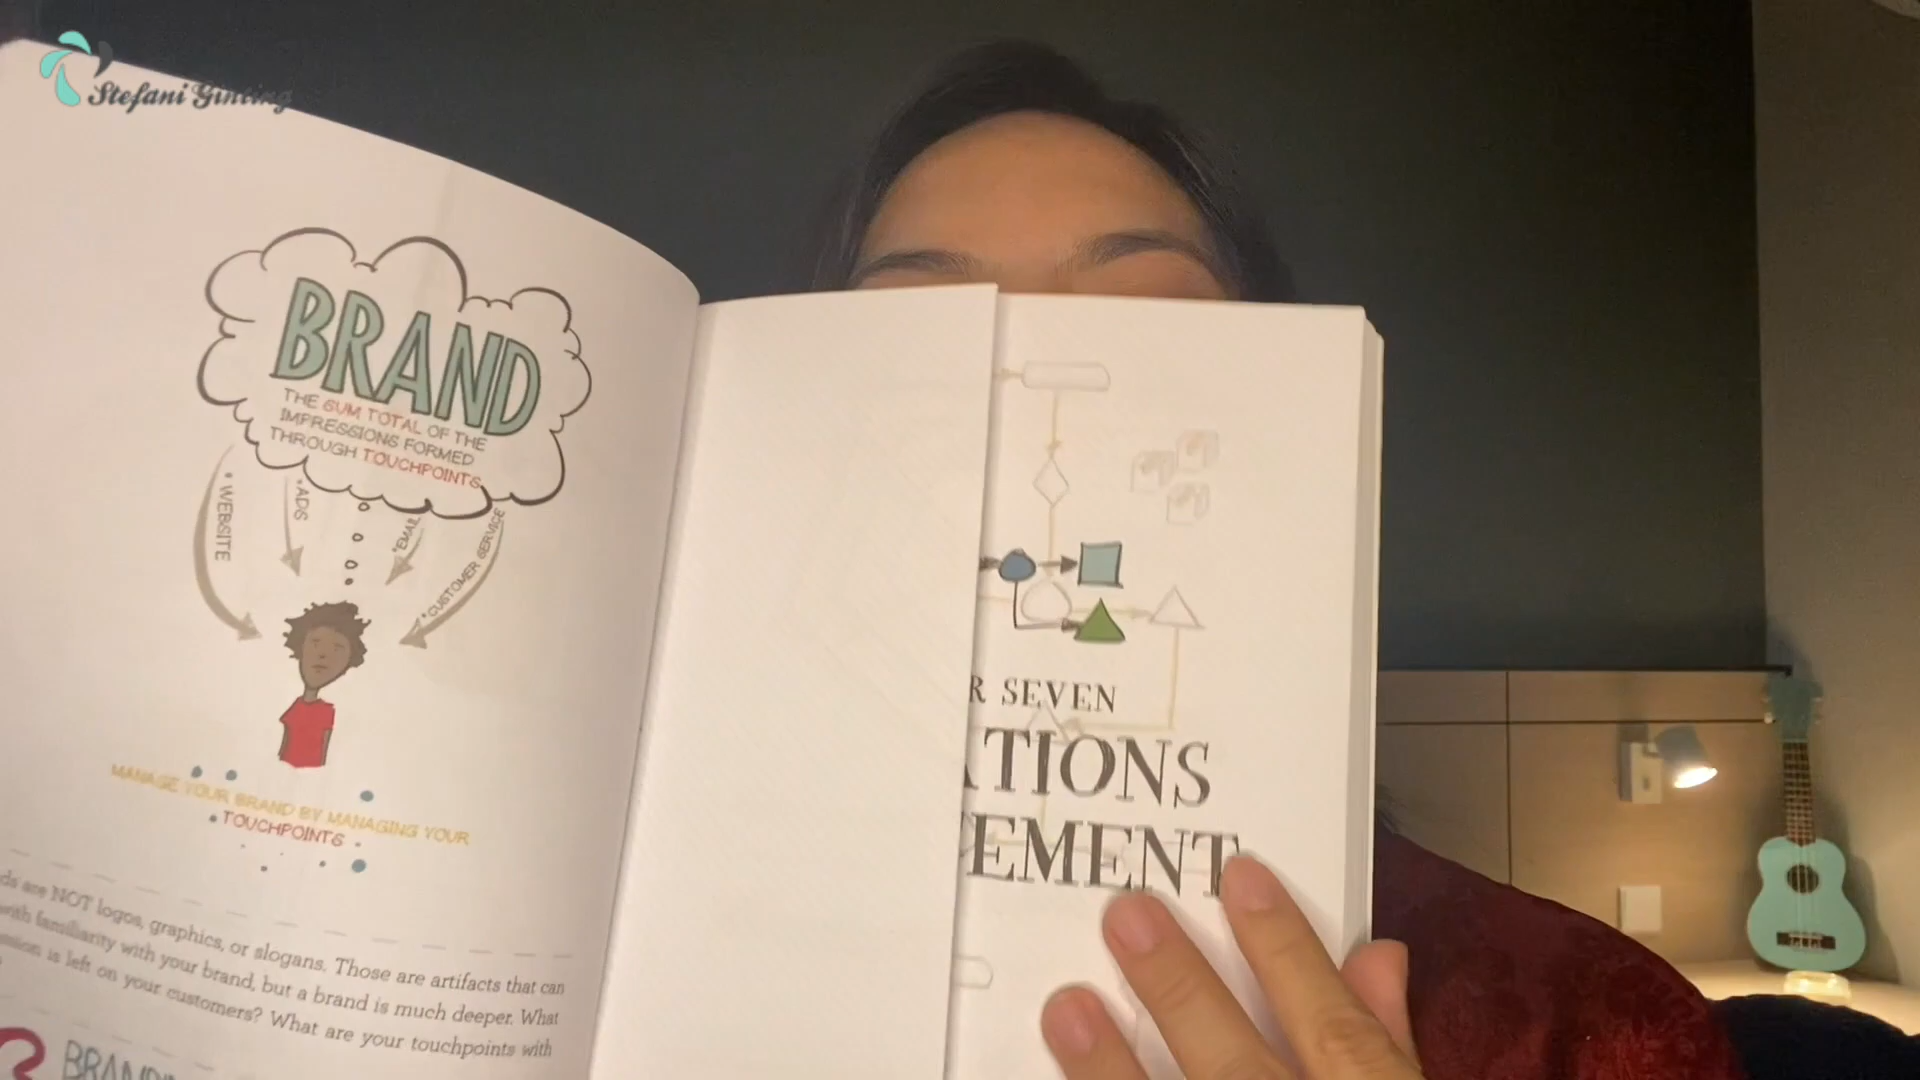 Stefani Ginting
BRAND
THE SUM TOTAL OF THE
IMPRESSIONS FORMED
THROUGH TOUCHPOINTS
• WEBSITE
• ADS
• EMAIL
• CUSTOMER SERVICE
MANAGE YOUR BRAND BY MANAGING YOUR
TOUCHPOINTS
are NOT logos, graphics, or slogans. Those are artifacts that can
with familiarity with your brand, but a brand is much deeper. What
is left on your customers? What are your touchpoints with
R SEVEN
ATIONS
EMENT